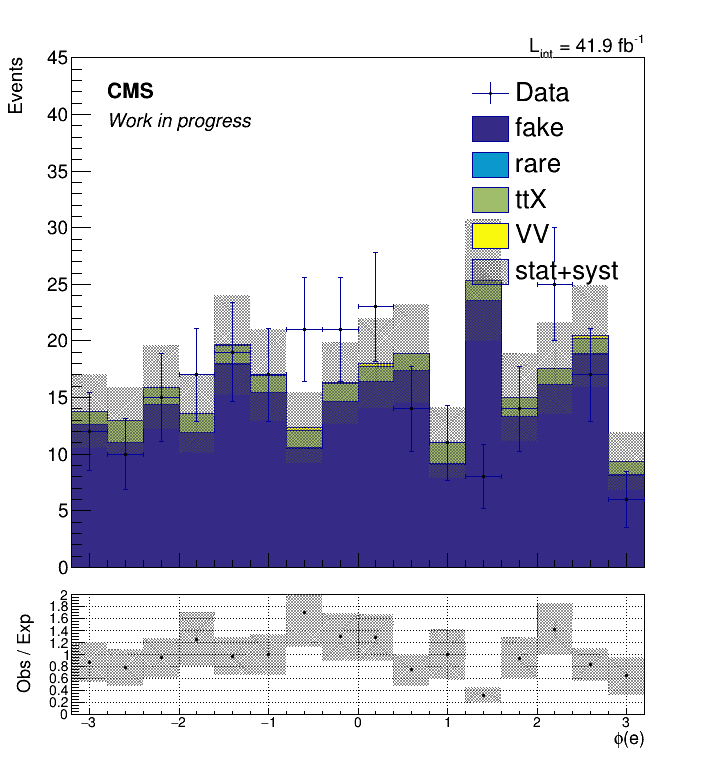 L_int = 41.9 fb^-1
Events
CMS
Work in progress
Data
fake
rare
ttX
VV
stat+syst
45
40
35
30
25
20
15
10
5
0
Obs / Exp
2
1.8
1.6
1.4
1.2
1
0.8
0.6
0.4
0.2
0
−3 −2 −1 0 1 2 3
ϕ(e)